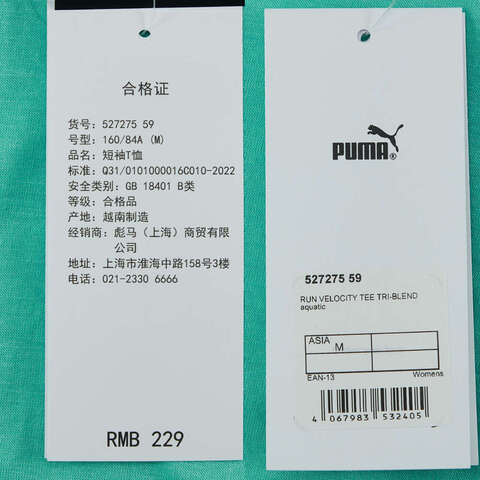 合格证
货号：527275 59
号型：160/84A (M)
品名：短袖T恤
标准：Q31/0101000016C010-2022
安全类别：GB 18401 B类
等级：合格品
产地：越南制造
经销商：彪马（上海）商贸有限
公司
地址：上海市淮海中路158号3楼
电话：021-2330 6666
RMB 229
PUMA®
527275 59
RUN VELOCITY TEE TRI-BLEND
aquatic
ASIA
M
EAN-13 Womens
4 067983 532405